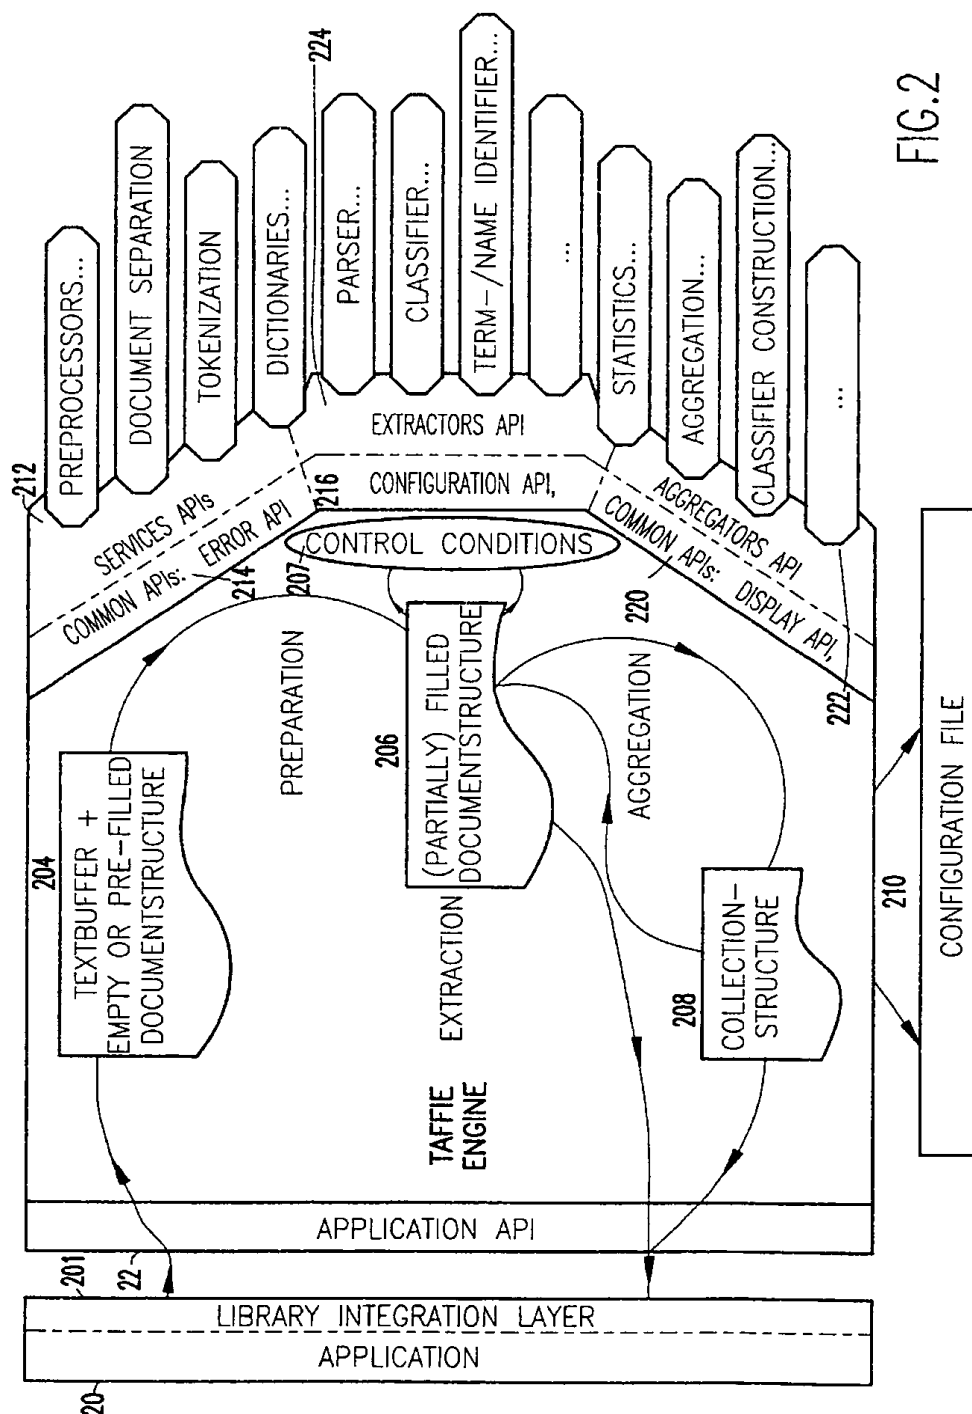 PREPROCESSORS...
DOCUMENT SEPARATION
TOKENIZATION
DICTIONARIES...
PARSER...
CLASSIFIER...
TERM-/NAME IDENTIFIER...
...
STATISTICS...
AGGREGATION...
CLASSIFIER CONSTRUCTION...
...
224
212
SERVICES APIs
EXTRACTORS API
AGGREGATORS API
COMMON APIs: ERROR API
CONFIGURATION API,
COMMON APIs: DISPLAY API,
214
216
220
222
207
CONTROL CONDITIONS
PREPARATION
204
TEXTBUFFER +
EMPTY OR PRE-FILLED
DOCUMENTSTRUCTURE
206
(PARTIALLY) FILLED
DOCUMENTSTRUCTURE
AGGREGATION
EXTRACTION
208
COLLECTION-
STRUCTURE
210
CONFIGURATION FILE
TAFFIE
ENGINE
APPLICATION API
22
201
LIBRARY INTEGRATION LAYER
APPLICATION
20
FIG.2